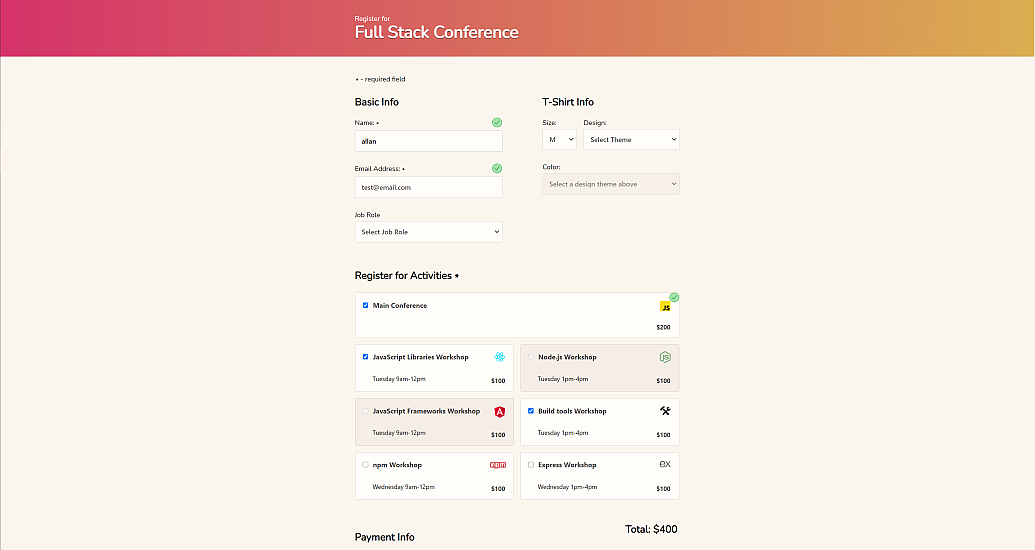 Register for
Full Stack Conference
* - required field
Basic Info
Name: *
allan
Email Address: *
test@email.com
Job Role
Select Job Role
T-Shirt Info
Size:
M
Design:
Select Theme
Color:
Select a design theme above
Register for Activities *
Main Conference
JS
$200
JavaScript Libraries Workshop
Tuesday 9am-12pm
$100
Node.js Workshop
JS
Tuesday 1pm-4pm
$100
JavaScript Frameworks Workshop
A
Tuesday 9am-12pm
$100
Build tools Workshop
Tuesday 1pm-4pm
$100
npm Workshop
npm
Wednesday 9am-12pm
$100
Express Workshop
ex
Wednesday 1pm-4pm
$100
Total: $400
Payment Info